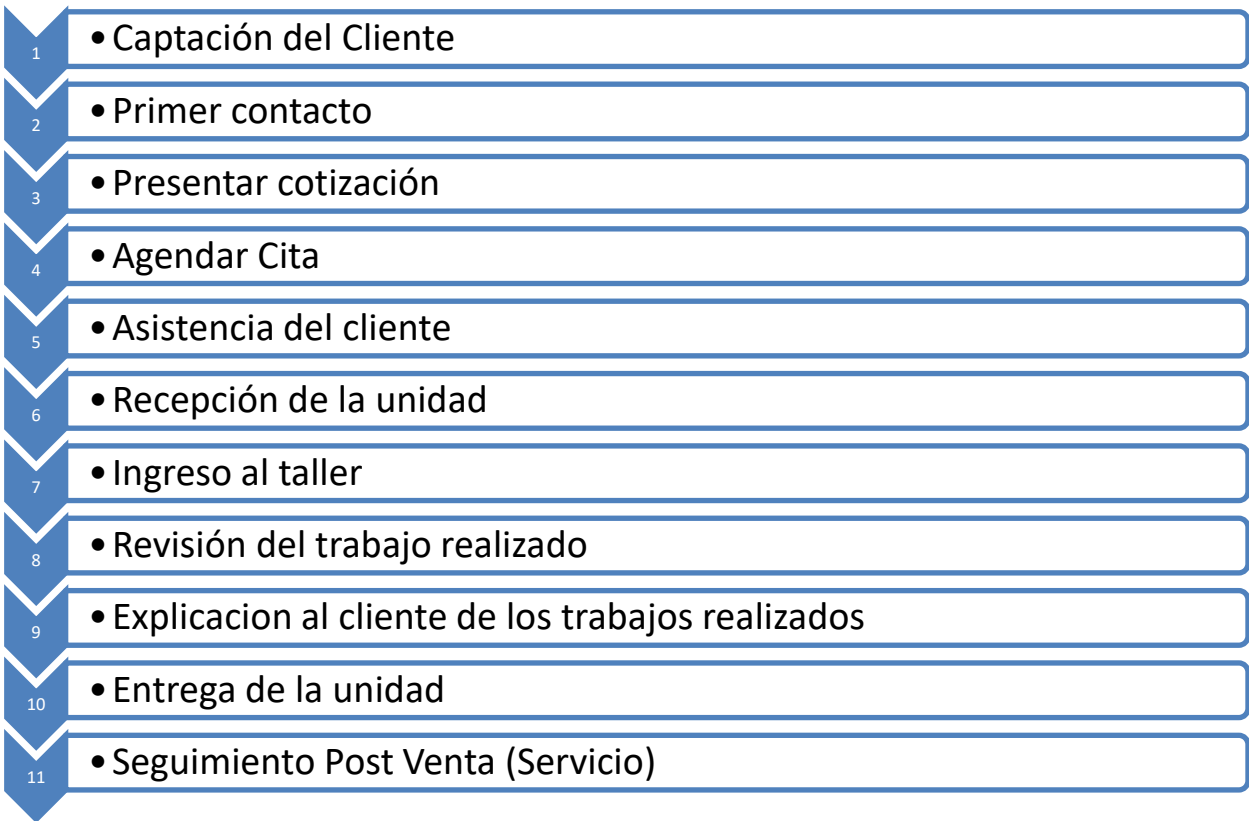 1 • Captación del Cliente
2 • Primer contacto
3 • Presentar cotización
4 • Agendar Cita
5 • Asistencia del cliente
6 • Recepción de la unidad
7 • Ingreso al taller
8 • Revisión del trabajo realizado
9 • Explicacion al cliente de los trabajos realizados
10 • Entrega de la unidad
11 • Seguimiento Post Venta (Servicio)